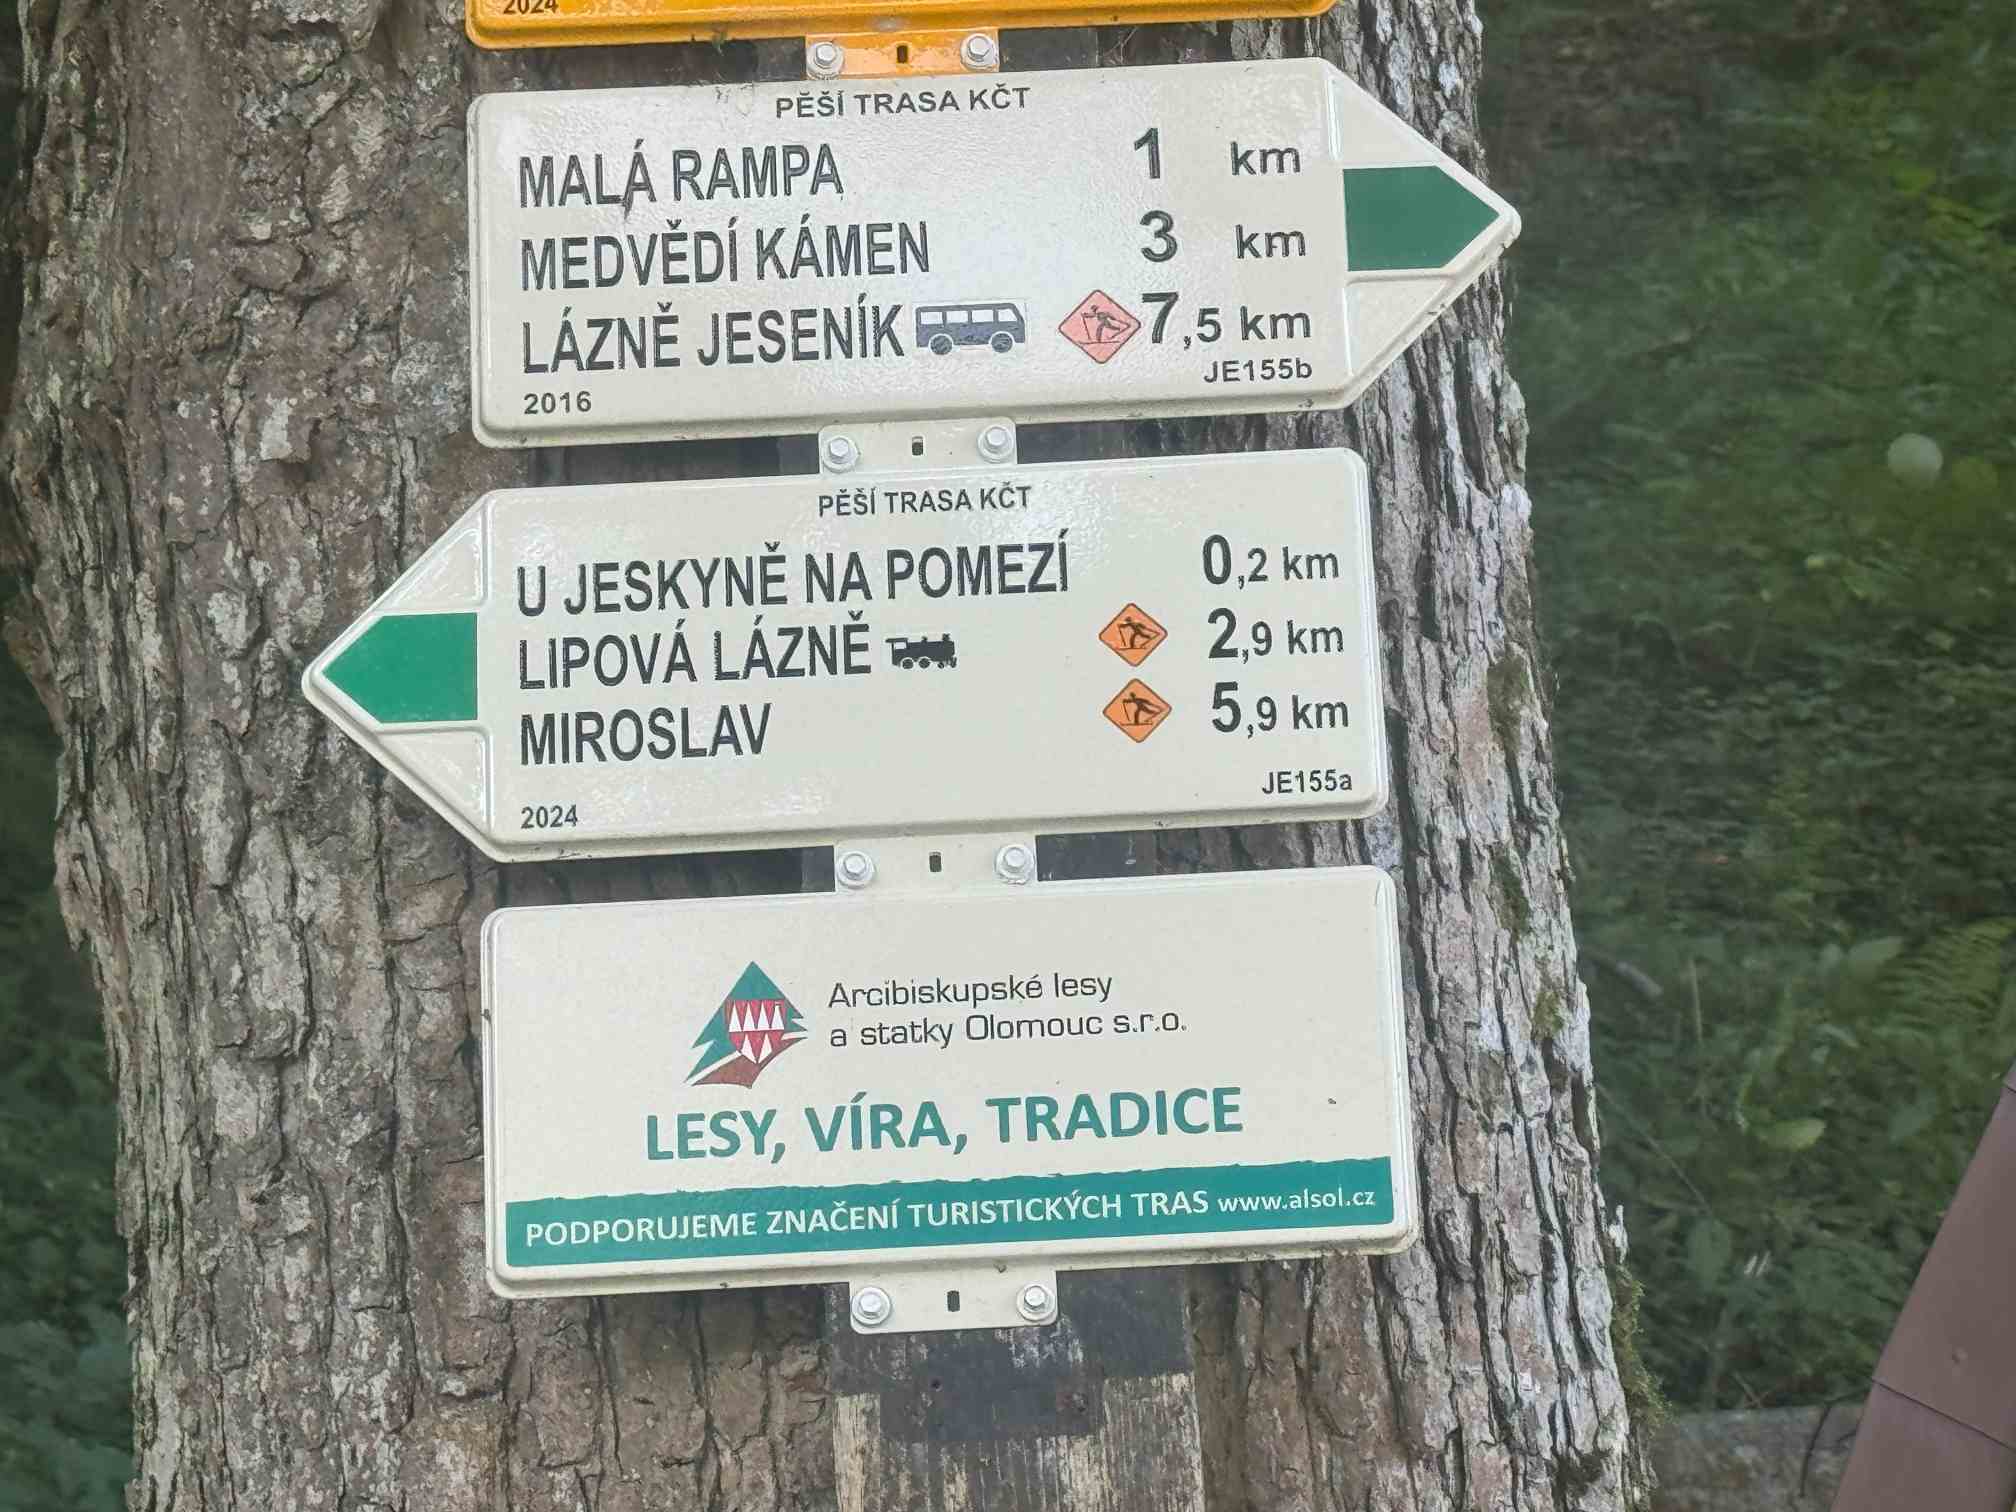 2024
PĚŠÍ TRASA KČT
MALÁ RAMPA 1 km
MEDVĚDÍ KÁMEN 3 km
LÁZNĚ JESENÍK 7,5 km
JE155b
2016
PĚŠÍ TRASA KČT
U JESKYNĚ NA POMEZÍ 0,2 km
LIPOVÁ LÁZNĚ 2,9 km
MIROSLAV 5,9 km
JE155a
2024
Arcibiskupské lesy
a statky Olomouc s.r.o.
LESY, VÍRA, TRADICE
PODPORUJEME ZNAČENÍ TURISTICKÝCH TRAS www.alsol.cz